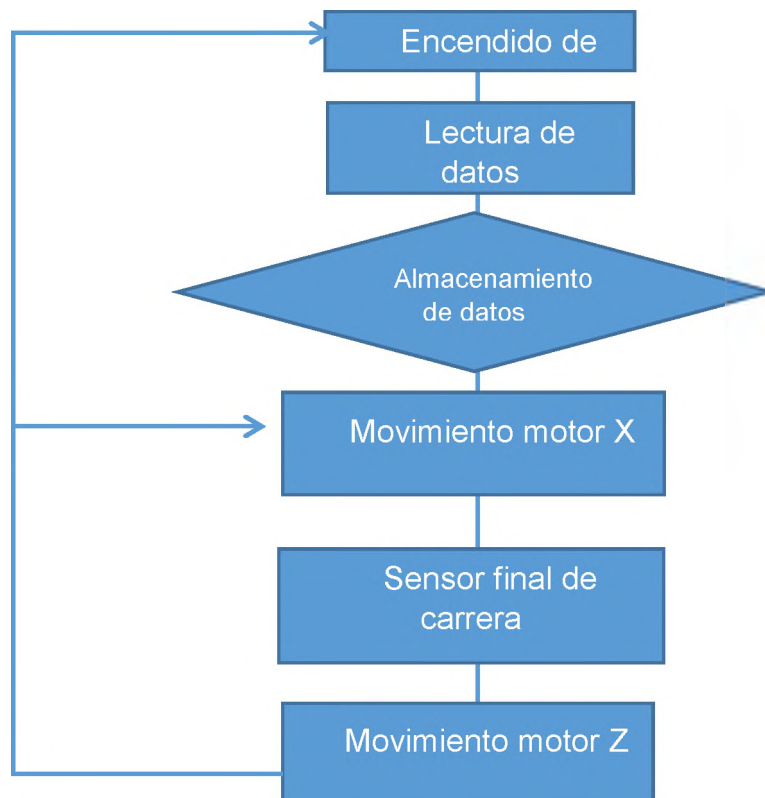 Encendido de
Lectura de
datos
Almacenamiento
de datos
Movimiento motor X
Sensor final de
carrera
Movimiento motor Z